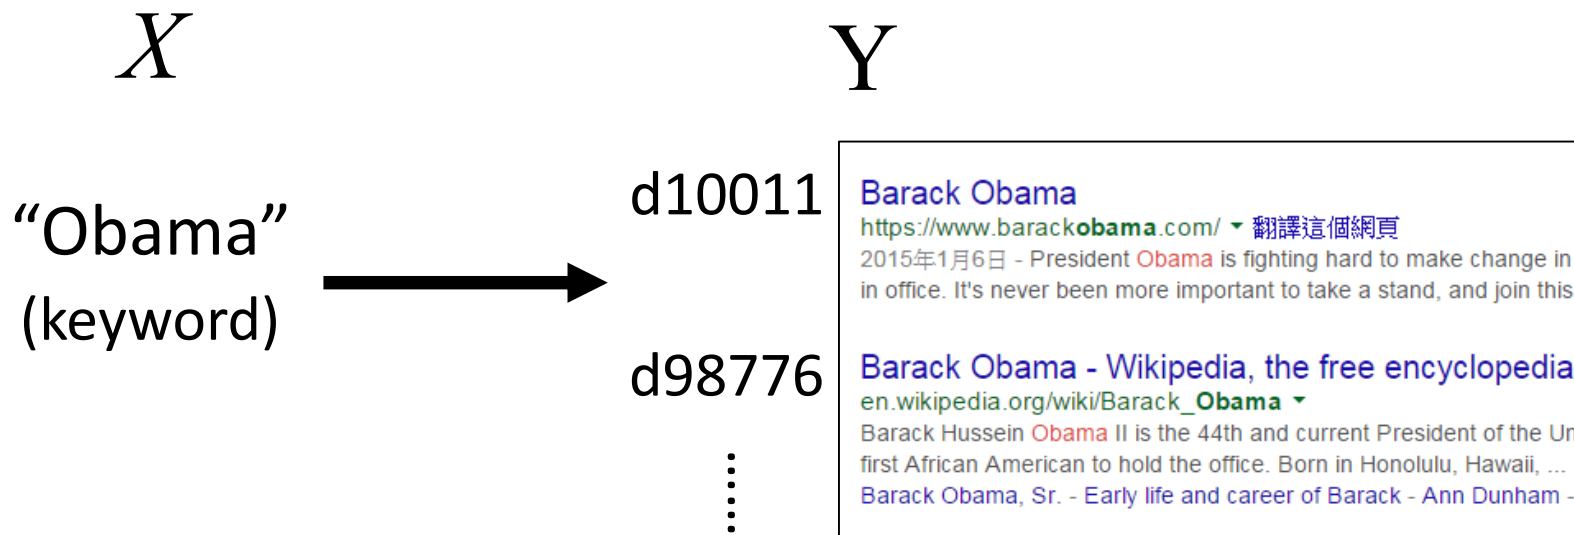 X
Y
“Obama”
(keyword)
d10011
Barack Obama
https://www.barackobama.com/ 翻譯這個網頁
2015年1月6日 - President Obama is fighting hard to make change in
in office. It's never been more important to take a stand, and join this
d98776
Barack Obama - Wikipedia, the free encyclopedia
en.wikipedia.org/wiki/Barack_Obama
Barack Hussein Obama II is the 44th and current President of the Un
first African American to hold the office. Born in Honolulu, Hawaii, ...
Barack Obama, Sr. - Early life and career of Barack - Ann Dunham -